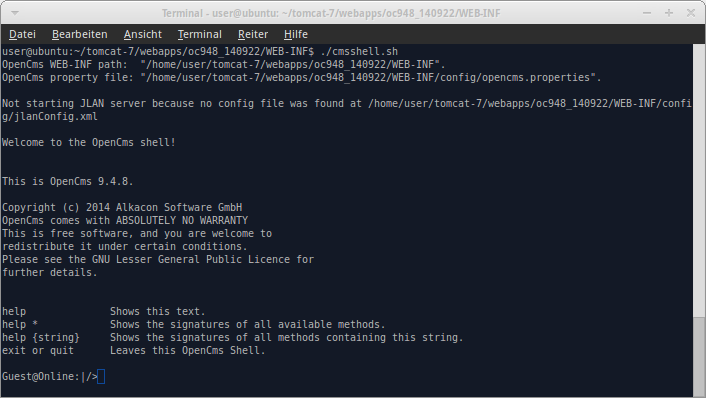 Terminal - user@ubuntu: ~/tomcat-7/webapps/oc948_140922/WEB-INF
Datei Bearbeiten Ansicht Terminal Reiter Hilfe
user@ubuntu:~/tomcat-7/webapps/oc948_140922/WEB-INF$ ./cmsshell.sh
OpenCms WEB-INF path:  "/home/user/tomcat-7/webapps/oc948_140922/WEB-INF".
OpenCms property file: "/home/user/tomcat-7/webapps/oc948_140922/WEB-INF/config/opencms.properties".
Not starting JLAN server because no config file was found at /home/user/tomcat-7/webapps/oc948_140922/WEB-INF/confi
g/jlanConfig.xml
Welcome to the OpenCms shell!
This is OpenCms 9.4.8.
Copyright (c) 2014 Alkacon Software GmbH
OpenCms comes with ABSOLUTELY NO WARRANTY
This is free software, and you are welcome to
redistribute it under certain conditions.
Please see the GNU Lesser General Public Licence for
further details.
help              Shows this text.
help *            Shows the signatures of all available methods.
help {string}     Shows the signatures of all methods containing this string.
exit or quit      Leaves this OpenCms Shell.
Guest@Online:|/>